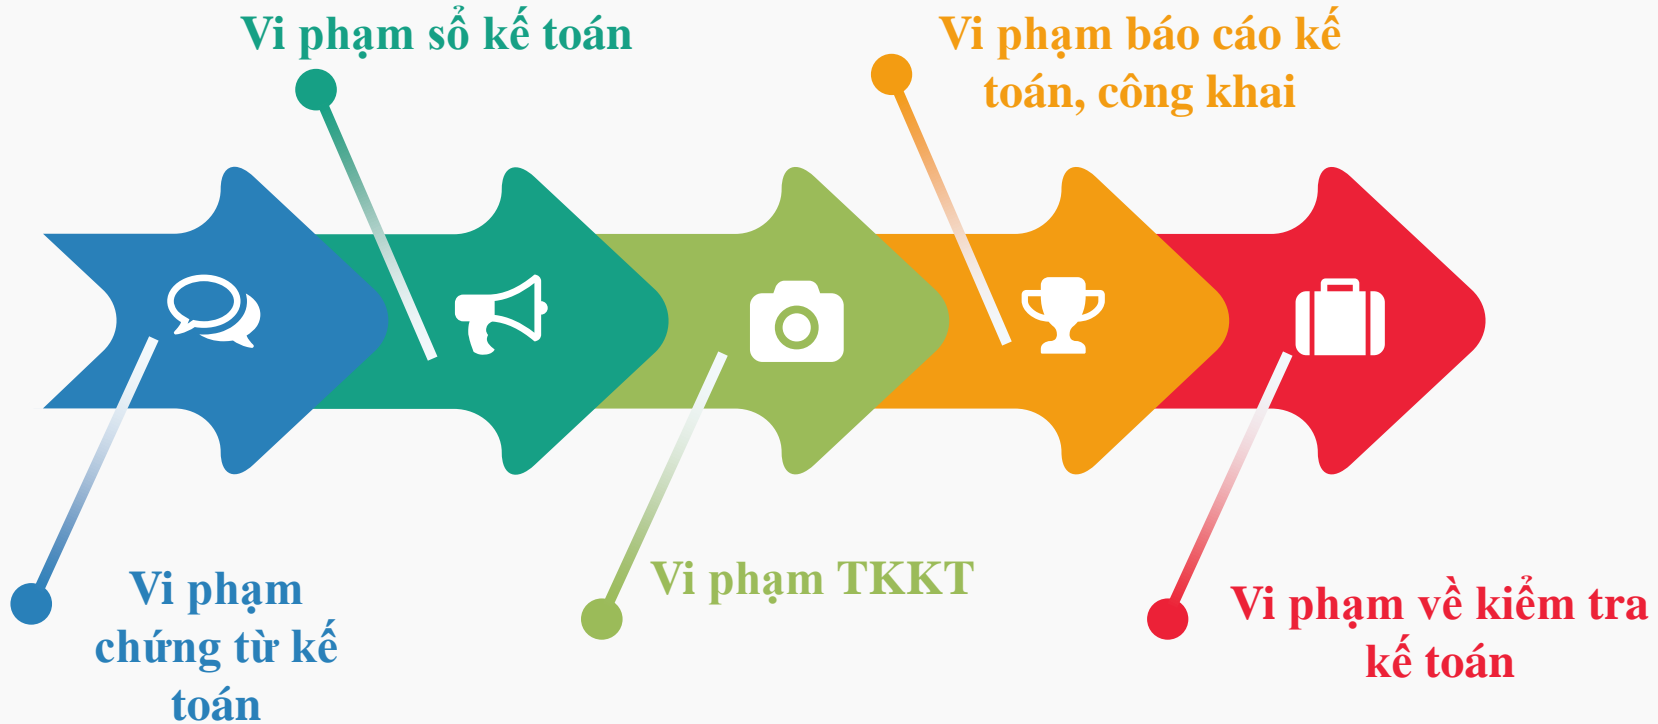 Vi phạm sổ kế toán
Vi phạm báo cáo kế
toán, công khai
Vi phạm
chứng từ kế
toán
Vi phạm TKKT
Vi phạm về kiểm tra
kế toán